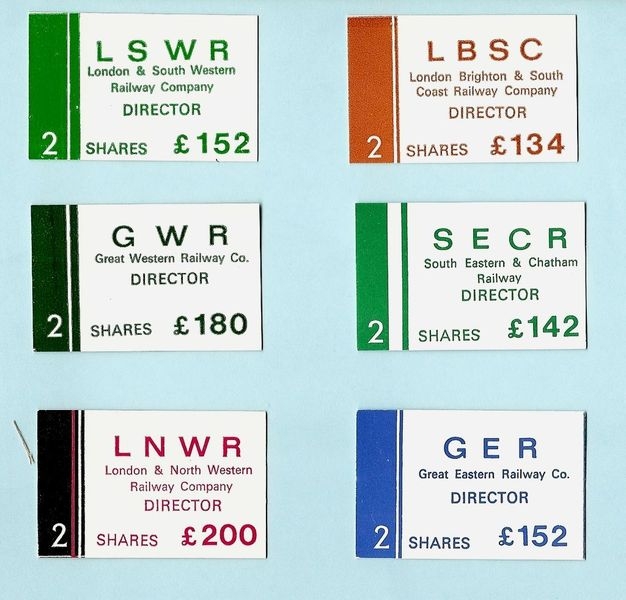 L S W R
London & South Western
Railway Company
DIRECTOR
2 SHARES £152
L B S C
London Brighton & South
Coast Railway Company
DIRECTOR
2 SHARES £134
G W R
Great Western Railway Co.
DIRECTOR
2 SHARES £180
S E C R
South Eastern & Chatham
Railway
DIRECTOR
2 SHARES £142
L N W R
London & North Western
Railway Company
DIRECTOR
2 SHARES £200
G E R
Great Eastern Railway Co.
DIRECTOR
2 SHARES £152